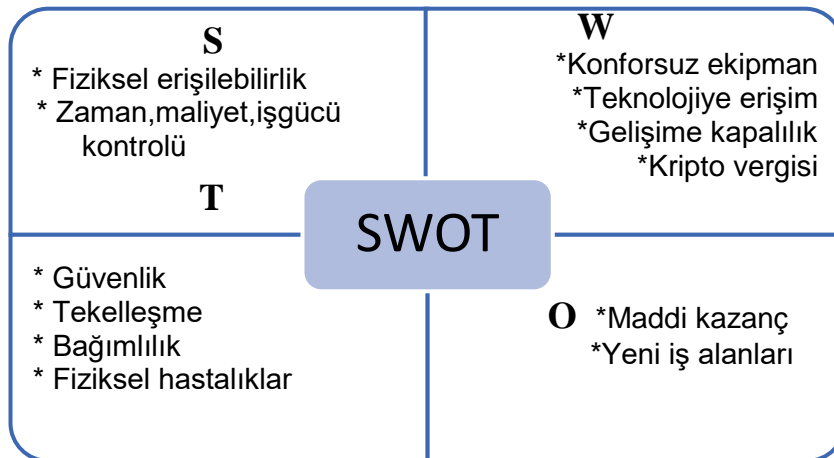 S
* Fiziksel erişilebilirlik
* Zaman,maliyet,işgücü
kontrolü
W
*Konforsuz ekipman
*Teknolojiye erişim
*Gelişime kapalılık
*Kripto vergisi
SWOT
T
* Güvenlik
* Tekelleşme
* Bağımlılık
* Fiziksel hastalıklar
O *Maddi kazanç
*Yeni iş alanları